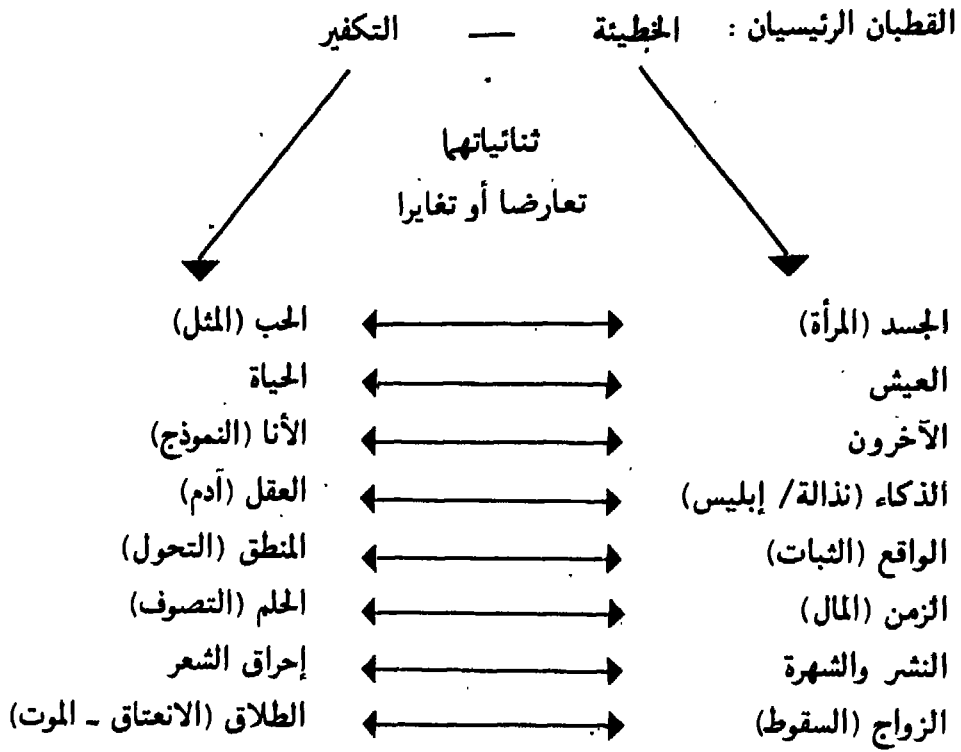 القطبان الرئيسيان : الخطيئة — التكفير
ثنائياتهما
تعارضا أو تغايرا
الجسد (المرأة) الحب (المثل)
العيش الحياة
الآخرون الأنا (النموذج)
الذكاء (نذالة/ إبليس) العقل (آدم)
الواقع (الثبات) المنطق (التحول)
الزمن (المال) الحلم (التصوف)
النشر والشهرة إحراق الشعر
الزواج (السقوط) الطلاق (الانعتاق - الموت)